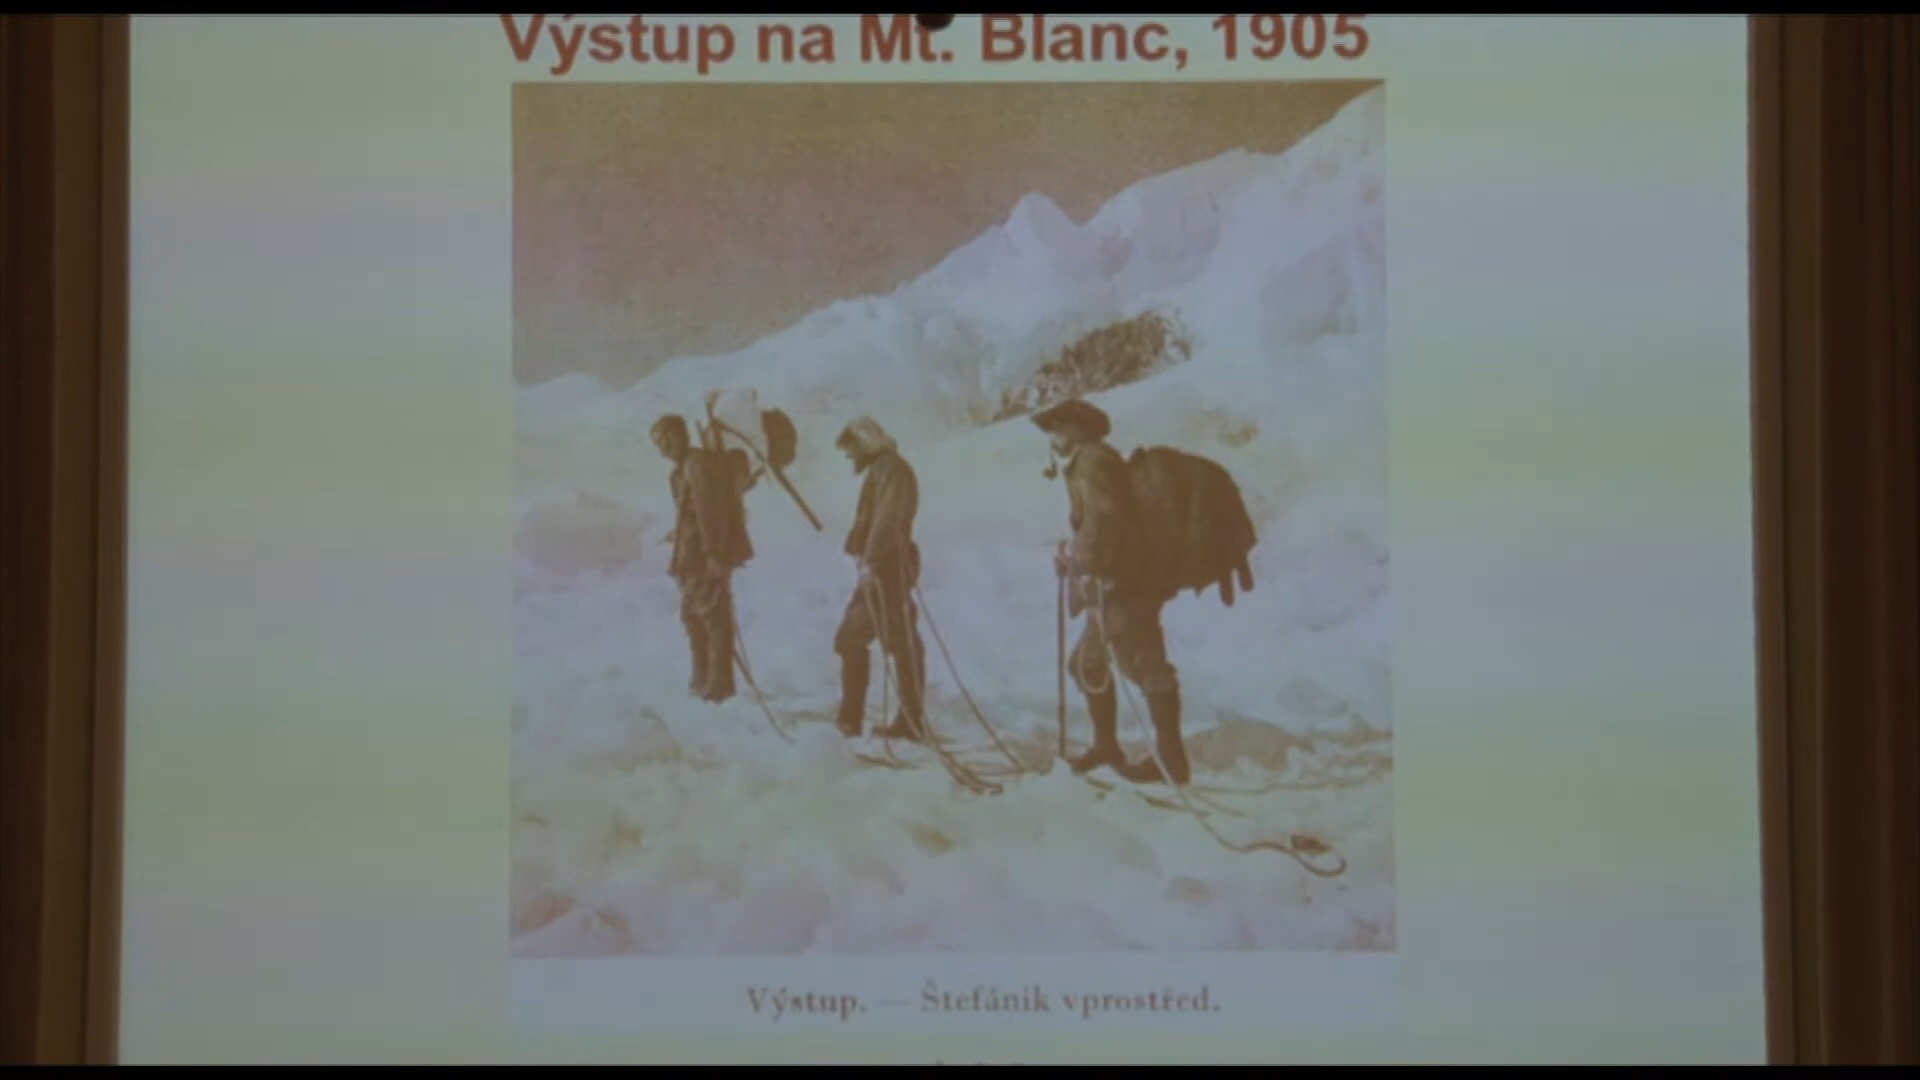 Výstup na Mt. Blanc, 1905
Výstup. — Štefánik vprostřed.